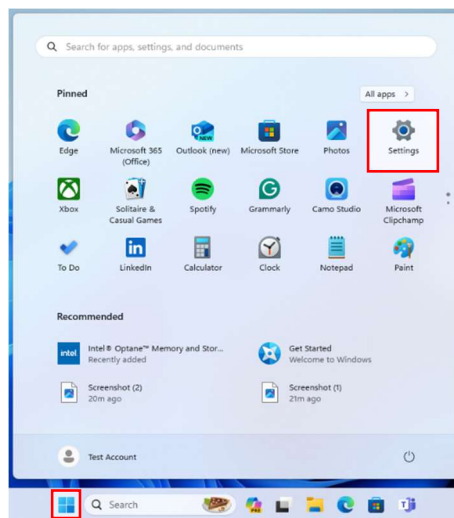 Search for apps, settings, and documents
Pinned
All apps >
Edge
Microsoft 365
(Office)
Outlook (new)
Microsoft Store
Photos
Settings
Xbox
Solitaire &
Casual Games
Spotify
Grammarly
Camo Studio
Microsoft
Clipchamp
To Do
LinkedIn
Calculator
Clock
Notepad
Paint
Recommended
intel
Intel® Optane™ Memory and Stor...
Recently added
Get Started
Welcome to Windows
Screenshot (2)
20m ago
Screenshot (1)
21m ago
Test Account
Search